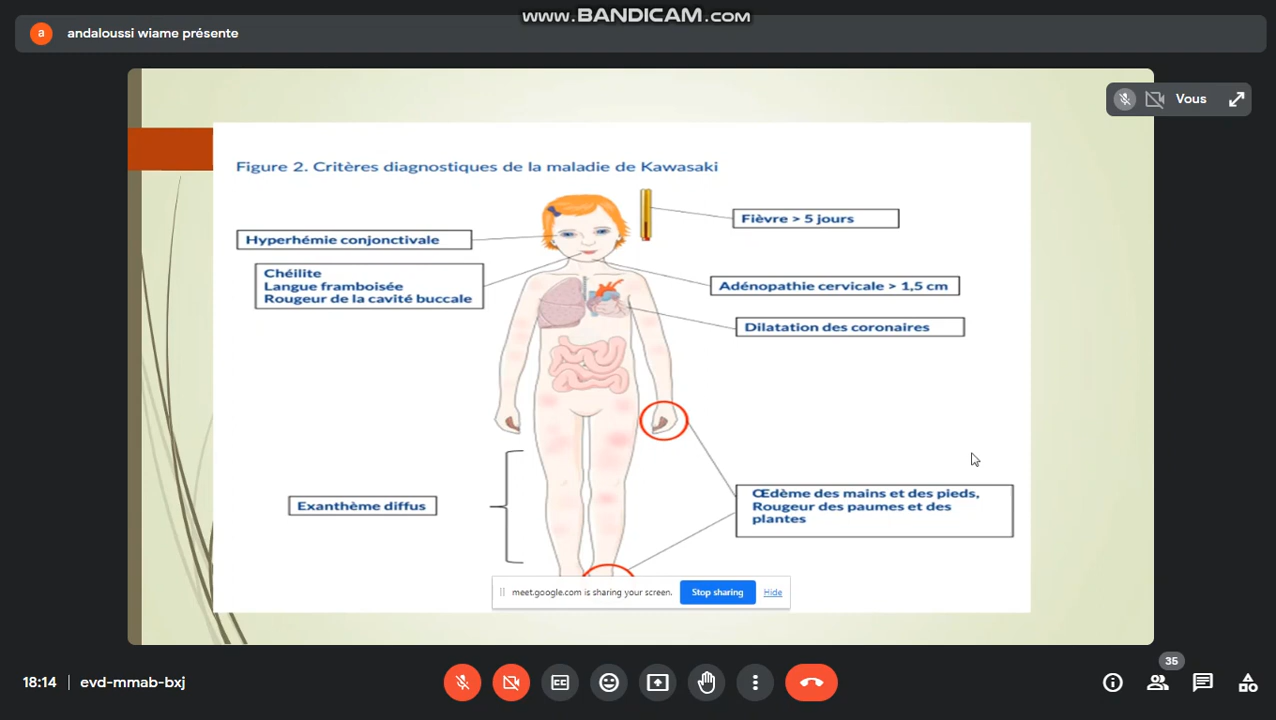 www.BANDICAM.com
a
andaloussi wiame présente
Vous
Figure 2. Critères diagnostiques de la maladie de Kawasaki
Fièvre > 5 jours
Hyperhémie conjonctivale
Chéilite
Langue framboisée
Rougeur de la cavité buccale
Adénopathie cervicale > 1,5 cm
Dilatation des coronaires
Exanthème diffus
Œdème des mains et des pieds,
Rougeur des paumes et des
plantes
meet.google.com is sharing your screen.
Stop sharing
Hide
18:14 | evd-mmab-bxj
CC
35